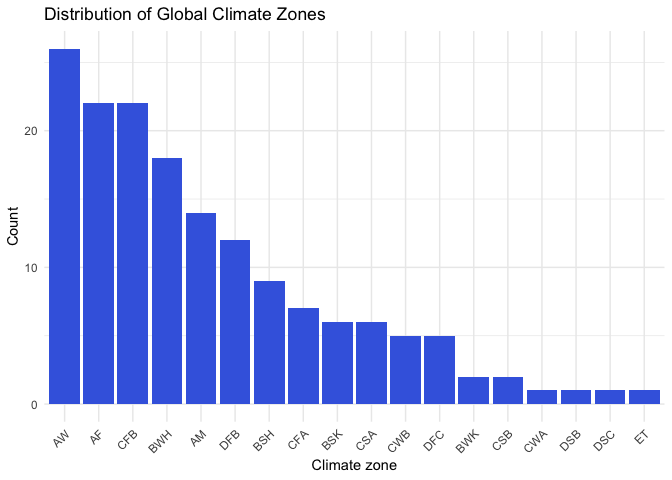 Distribution of Global Climate Zones
Count
20
10
0
AW AF CFB BWH AM DFB BSH CFA BSK CSA CWB DFC BWK CSB CWA DSB DSC ET
Climate zone